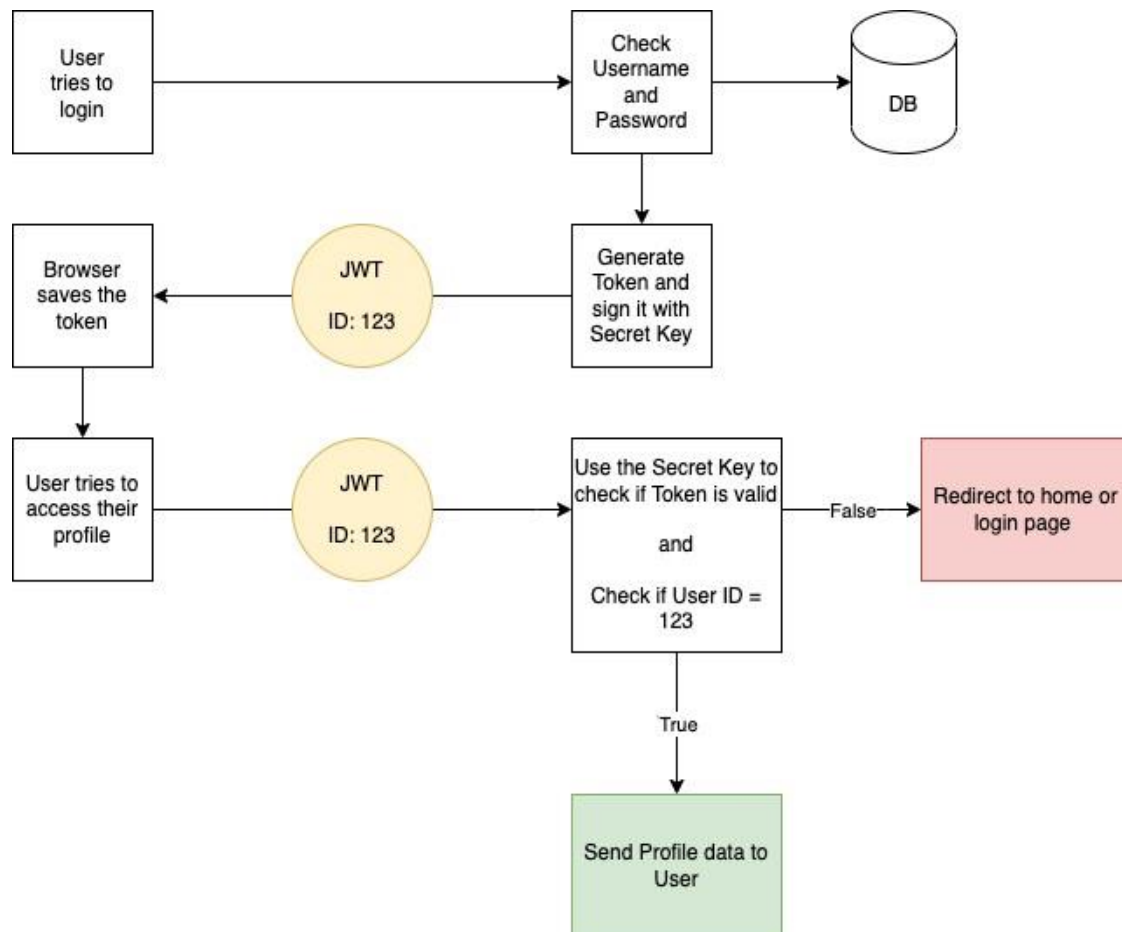 User
tries to
login
Check
Username
and
Password
DB
Browser
saves the
token
JWT
ID: 123
Generate
Token and
sign it with
Secret Key
User tries to
access their
profile
JWT
ID: 123
Use the Secret Key to
check if Token is valid
and
Check if User ID =
123
False
Redirect to home or
login page
True
Send Profile data to
User